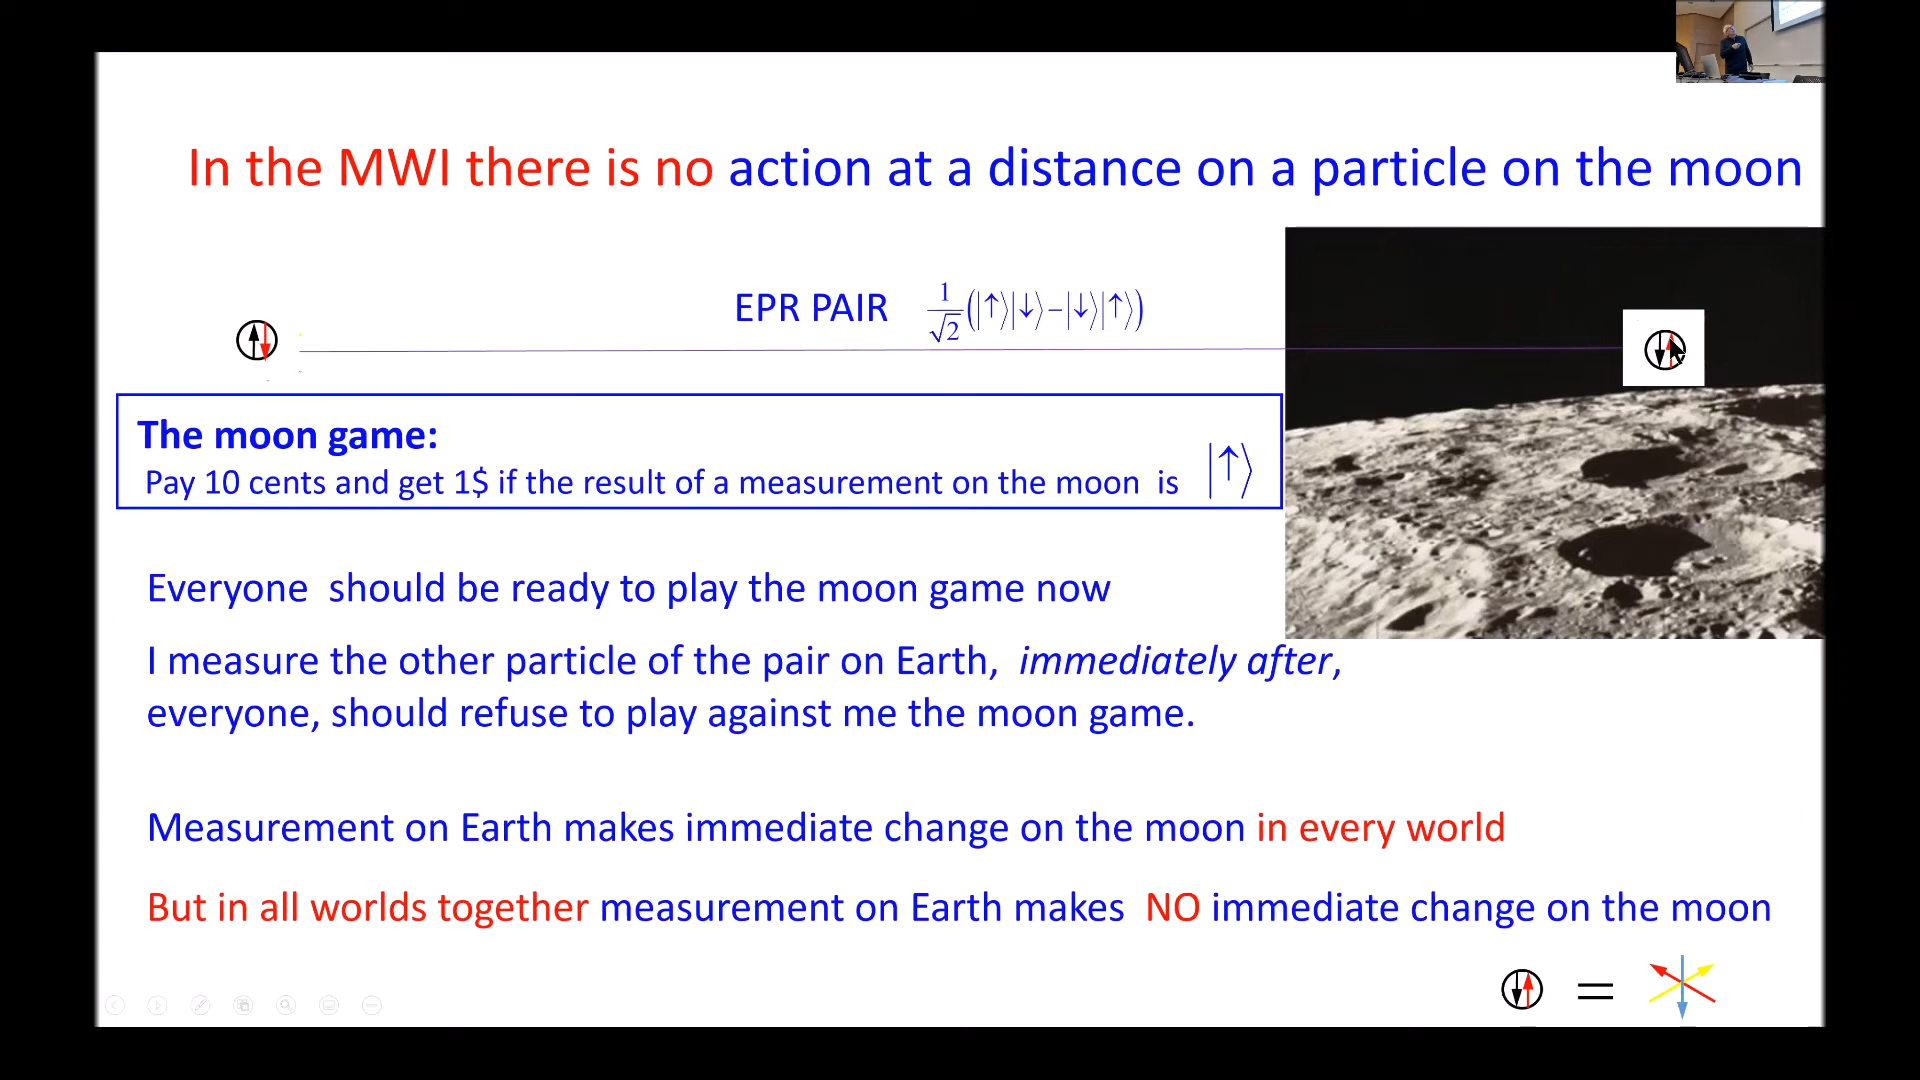 In the MWI there is no action at a distance on a particle on the moon
EPR PAIR 1/√2 (|↑⟩|↓⟩−|↓⟩|↑⟩)
The moon game:
Pay 10 cents and get 1$ if the result of a measurement on the moon is |↑⟩
Everyone should be ready to play the moon game now
I measure the other particle of the pair on Earth, immediately after,
everyone, should refuse to play against me the moon game.
Measurement on Earth makes immediate change on the moon in every world
But in all worlds together measurement on Earth makes NO immediate change on the moon
=